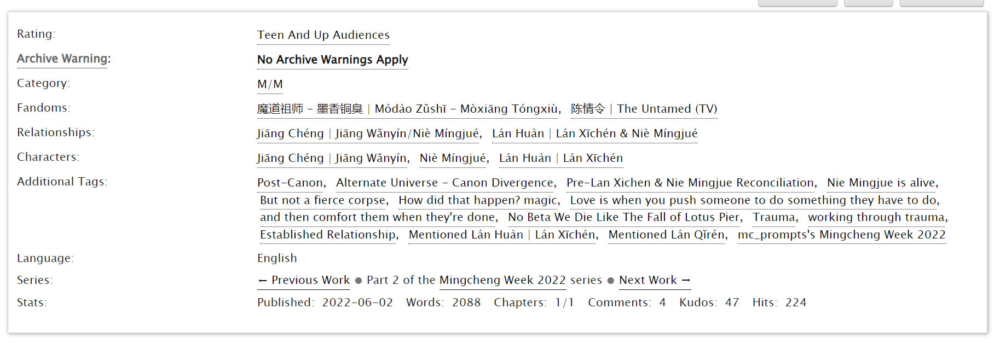 Rating: Teen And Up Audiences
Archive Warning: No Archive Warnings Apply
Category: M/M
Fandoms: 魔道祖师 - 墨香铜臭 | Módào Zǔshī - Mòxiāng Tóngxiù, 陈情令 | The Untamed (TV)
Relationships: Jiāng Chéng | Jiāng Wǎnyín/Niè Míngjué, Lán Huàn | Lán Xīchén & Niè Míngjué
Characters: Jiāng Chéng | Jiāng Wǎnyín, Niè Míngjué, Lán Huàn | Lán Xīchén
Additional Tags: Post-Canon, Alternate Universe - Canon Divergence, Pre-Lan Xichen & Nie Mingjue Reconciliation, Nie Mingjue is alive,
But not a fierce corpse, How did that happen? magic, Love is when you push someone to do something they have to do,
and then comfort them when they're done, No Beta We Die Like The Fall of Lotus Pier, Trauma, working through trauma,
Established Relationship, Mentioned Lán Huàn | Lán Xīchén, Mentioned Lán Qǐrén, mc_prompts's Mingcheng Week 2022
Language: English
Series: ← Previous Work ● Part 2 of the Mingcheng Week 2022 series ● Next Work →
Stats: Published: 2022-06-02 Words: 2088 Chapters: 1/1 Comments: 4 Kudos: 47 Hits: 224